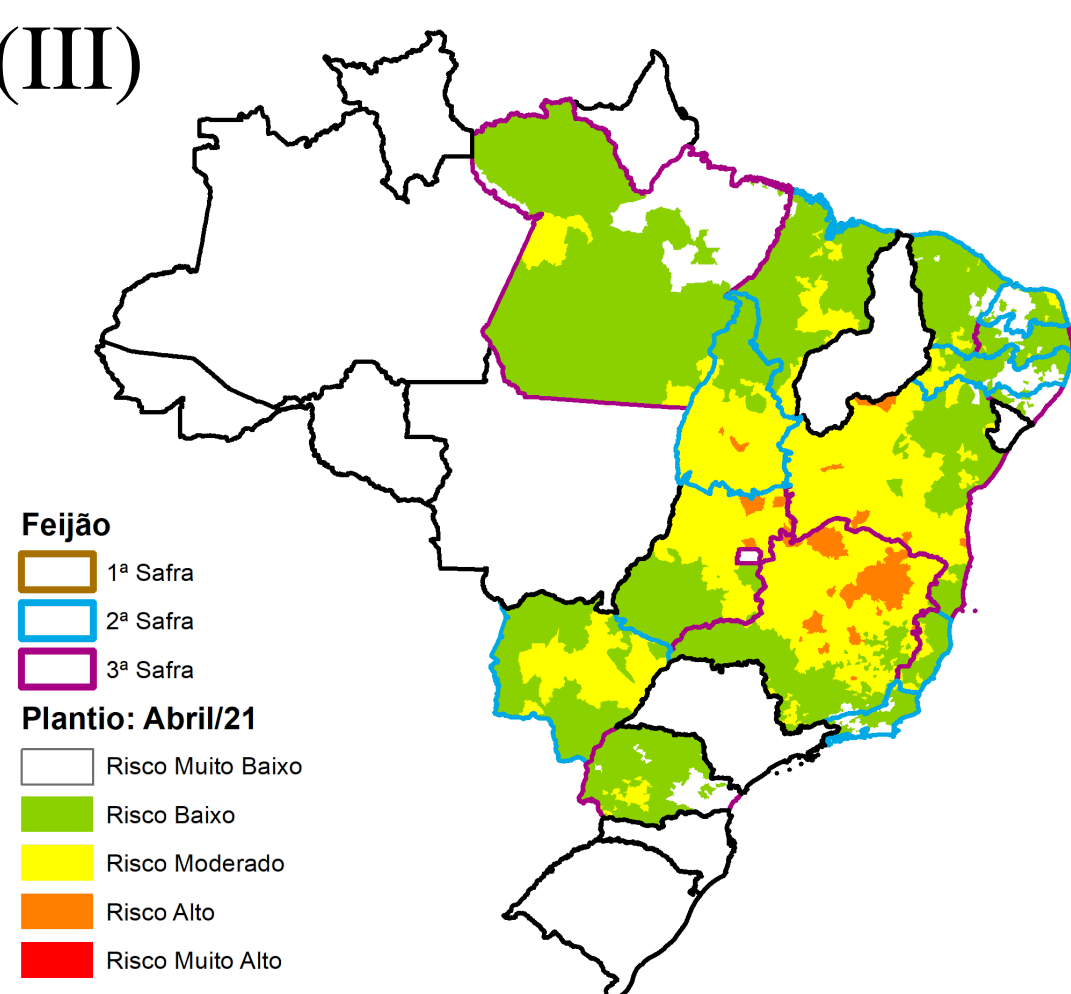 (III)
Feijão
1ª Safra
2ª Safra
3ª Safra
Plantio: Abril/21
Risco Muito Baixo
Risco Baixo
Risco Moderado
Risco Alto
Risco Muito Alto